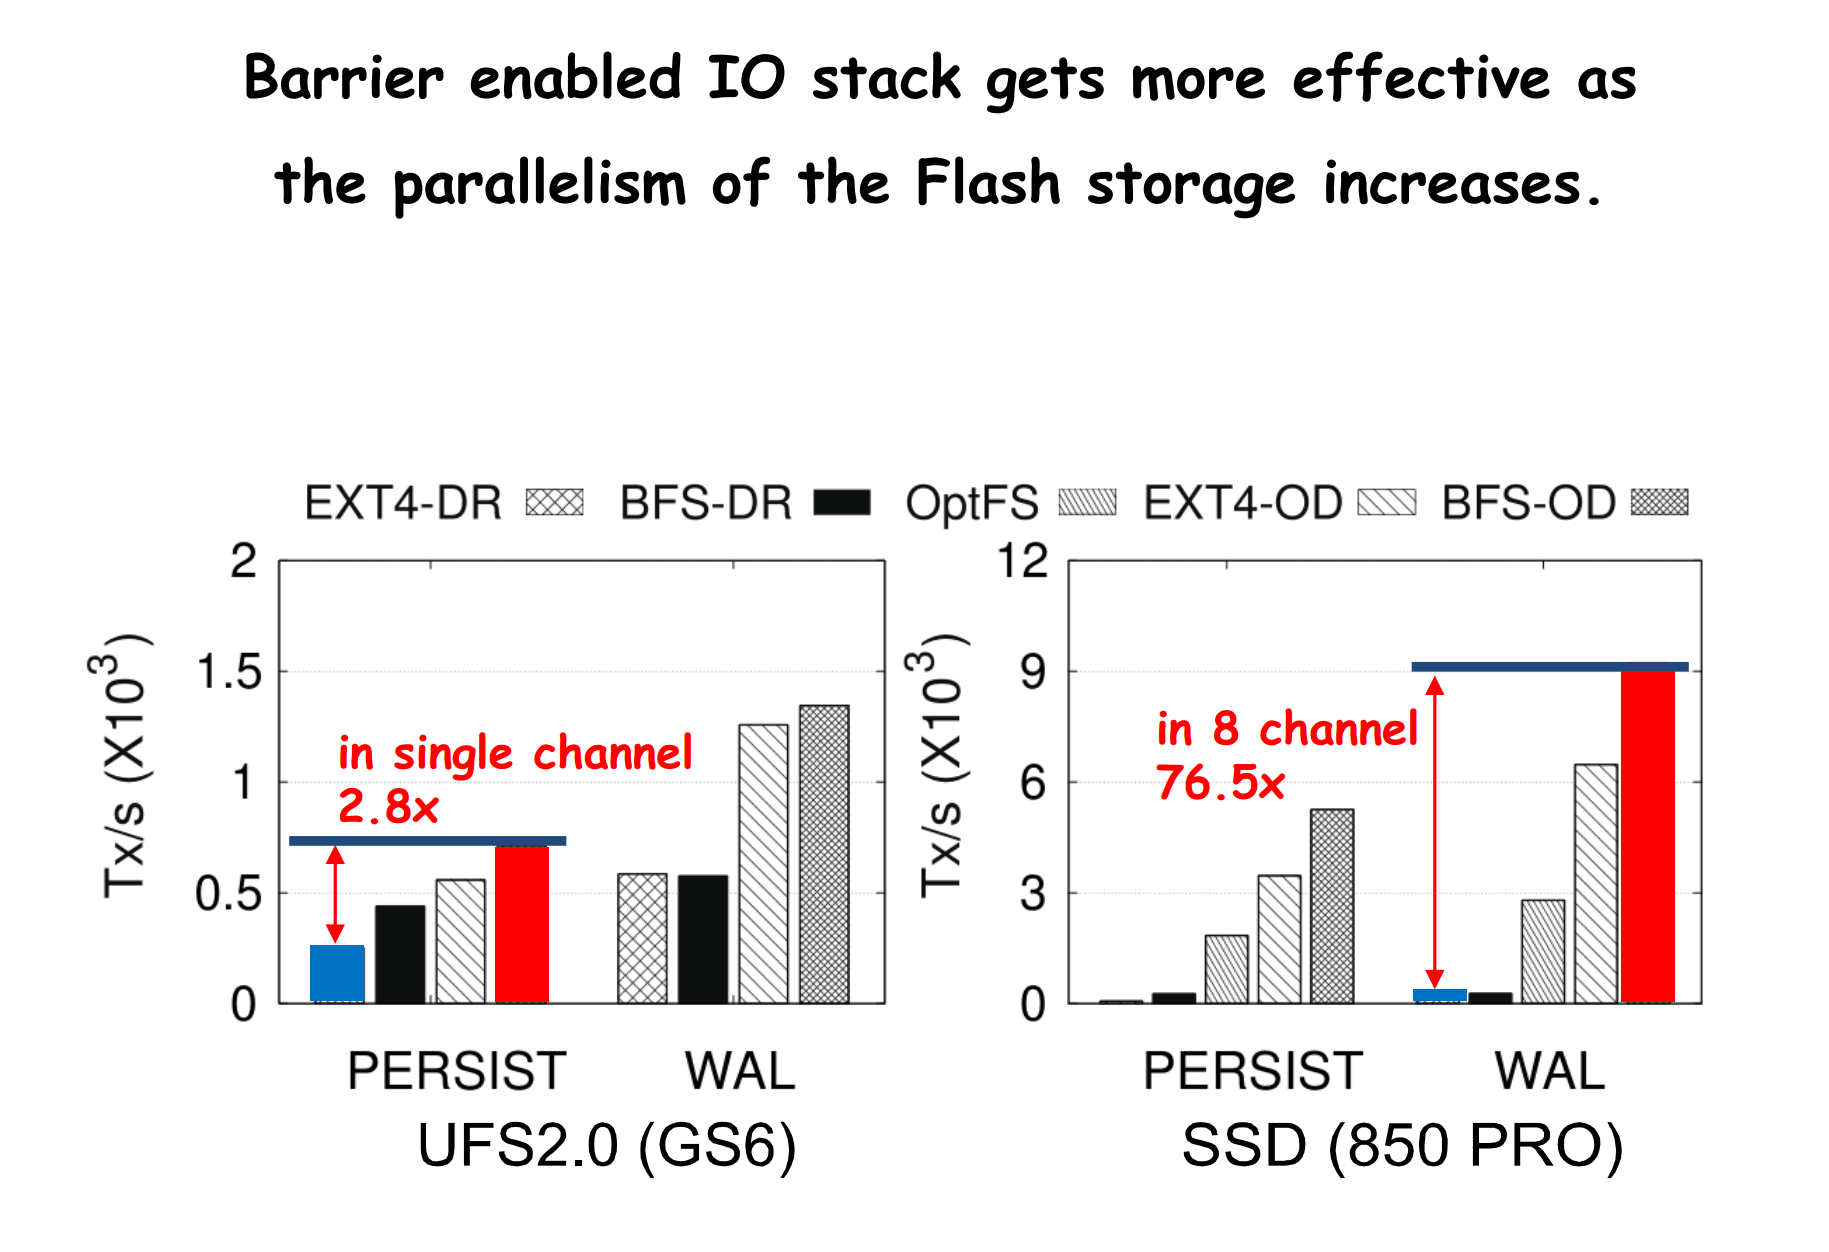 Barrier enabled IO stack gets more effective as
the parallelism of the Flash storage increases.
EXT4-DR BFS-DR OptFS EXT4-OD BFS-OD
Tx/s (X10³)
2
1.5
1
0.5
0
in single channel
2.8x
PERSIST WAL
UFS2.0 (GS6)
Tx/s (X10³)
12
9
6
3
0
in 8 channel
76.5x
PERSIST WAL
SSD (850 PRO)